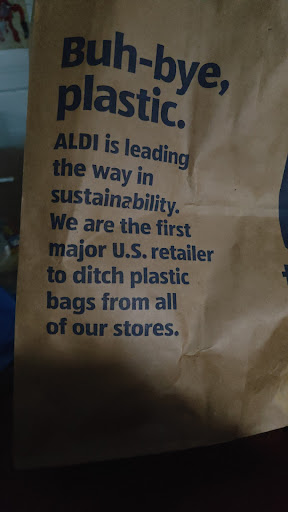 Buh-bye,
plastic.
ALDI is leading
the way in
sustainability.
We are the first
major U.S. retailer
to ditch plastic
bags from all
of our stores.